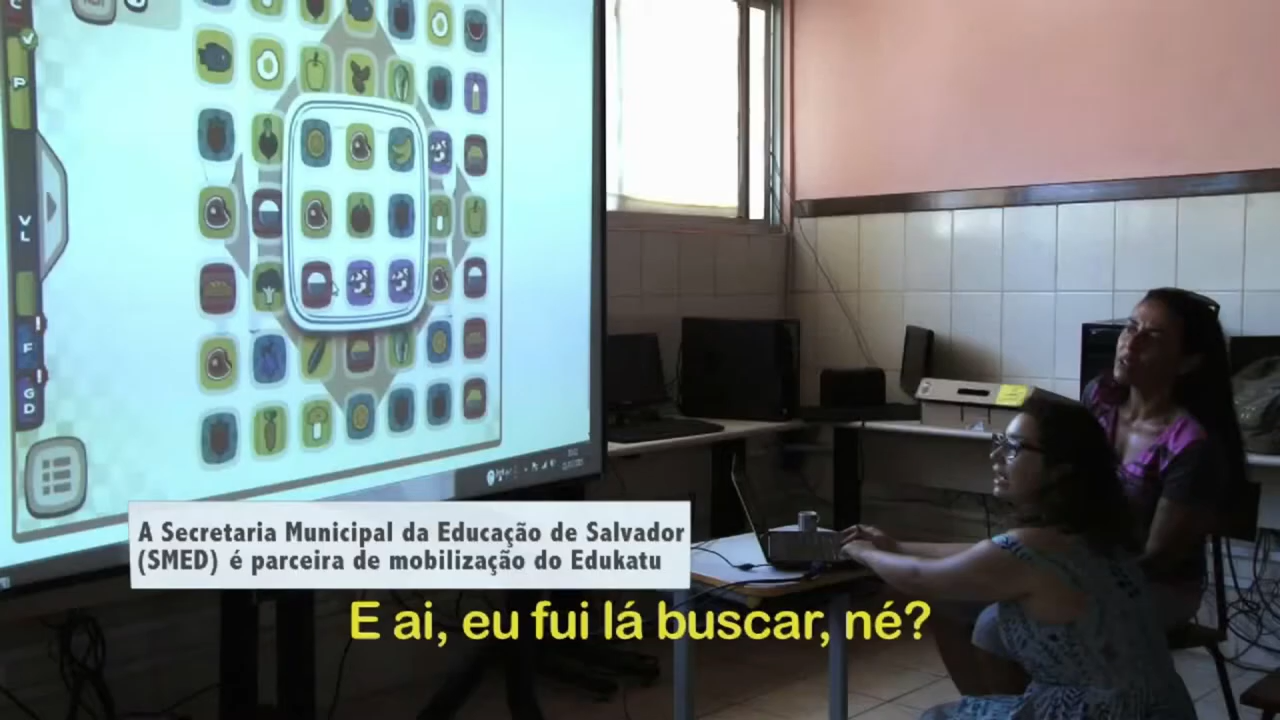 P
V
L
F
G
D
A Secretaria Municipal da Educação de Salvador
(SMED) é parceira de mobilização do Edukatu
E ai, eu fui lá buscar, né?